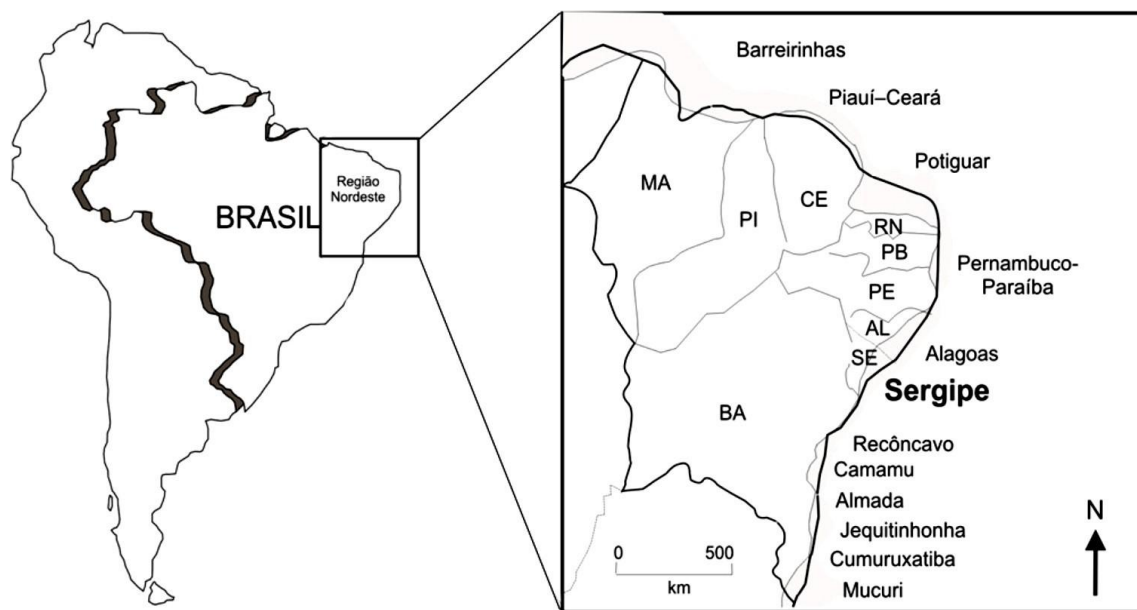 Região
Nordeste
BRASIL
Barreirinhas
Piauí–Ceará
Potiguar
MA
PI
CE
RN
PB
Pernambuco-
Paraíba
PE
AL
Alagoas
SE
Sergipe
BA
Recôncavo
Camamu
Almada
Jequitinhonha
Cumuruxatiba
Mucuri
0 500
km
N